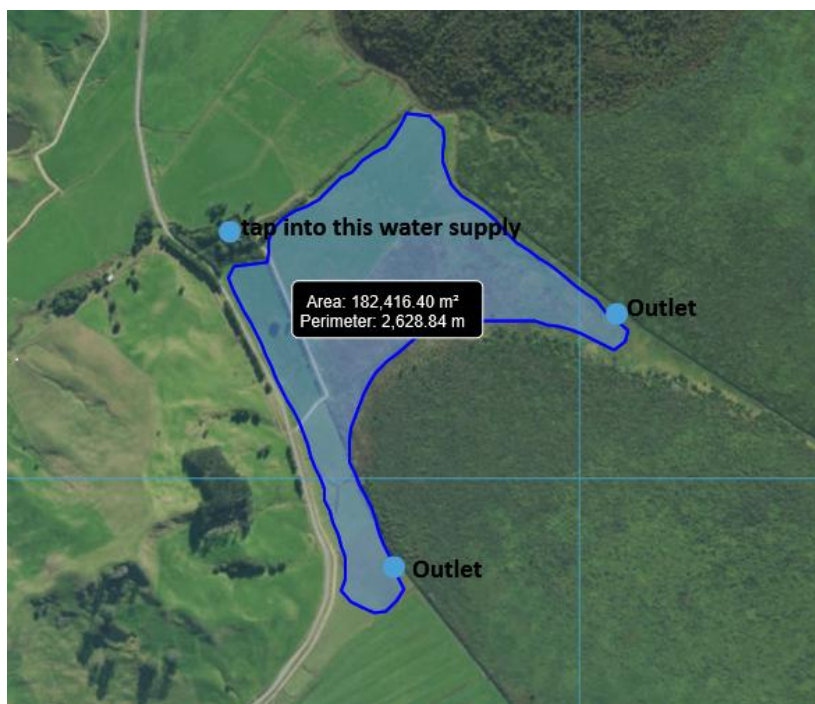 tap into this water supply
Area: 182,416.40 m²
Perimeter: 2,628.84 m
Outlet
Outlet